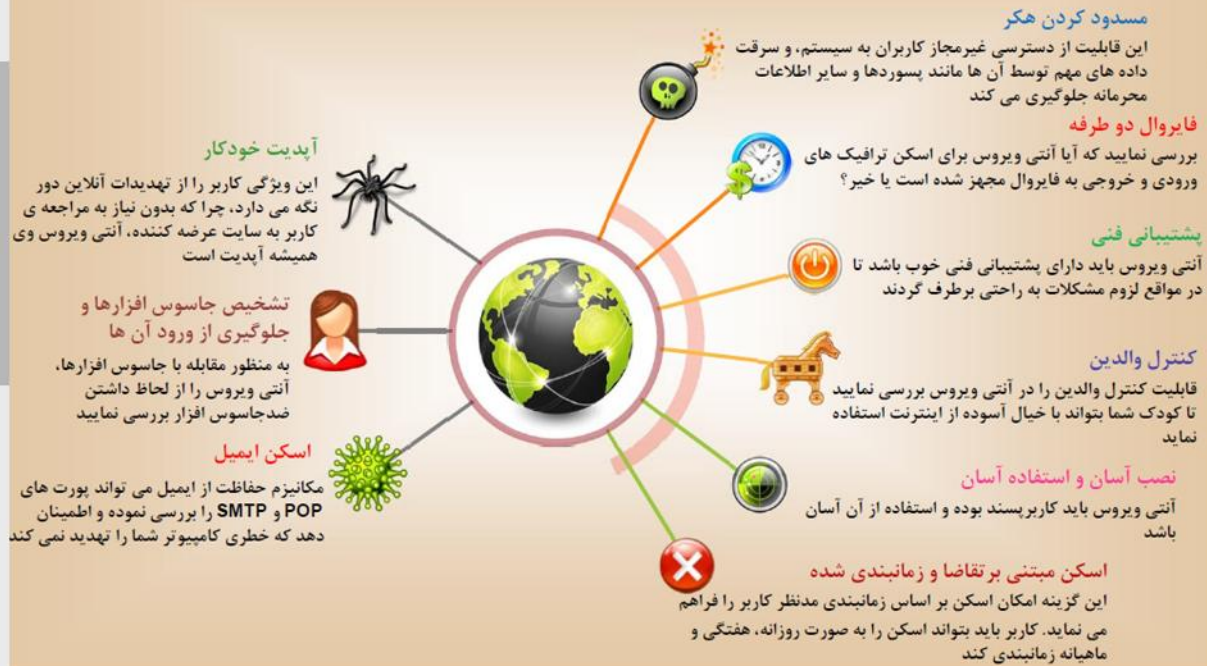 مسدود کردن هکر
این قابلیت از دسترسی غیرمجاز کاربران به سیستم، و سرقت
داده های مهم توسط آن ها مانند پسوردها و سایر اطلاعات
محرمانه جلوگیری می کند
فایروال دو طرفه
بررسی نمایید که آیا آنتی ویروس برای اسکن ترافیک های
ورودی و خروجی به فایروال مجهز شده است یا خیر؟
پشتیبانی فنی
آنتی ویروس باید دارای پشتیبانی فنی خوب باشد تا
در مواقع لزوم مشکلات به راحتی برطرف گردند
کنترل والدین
قابلیت کنترل والدین را در آنتی ویروس بررسی نمایید
تا کودک شما بتواند با خیال آسوده از اینترنت استفاده
نماید
نصب آسان و استفاده آسان
آنتی ویروس باید کاربرپسند بوده و استفاده از آن آسان
باشد
اسکن مبتنی بر تقاضا و زمانبندی شده
این گزینه امکان اسکن بر اساس زمانبندی مدنظر کاربر را فراهم
می نماید. کاربر باید بتواند اسکن را به صورت روزانه، هفتگی و
ماهیانه زمانبندی کند
آپدیت خودکار
این ویژگی کاربر را از تهدیدات آنلاین دور
نگه می دارد، چرا که بدون نیاز به مراجعه ی
کاربر به سایت عرضه کننده، آنتی ویروس وی
همیشه آپدیت است
تشخیص جاسوس افزارها و
جلوگیری از ورود آن ها
به منظور مقابله با جاسوس افزارها،
آنتی ویروس را از لحاظ داشتن
ضدجاسوس افزار بررسی نمایید
اسکن ایمیل
مکانیزم حفاظت از ایمیل می تواند پورت های
POP و SMTP را بررسی نموده و اطمینان
دهد که خطری کامپیوتر شما را تهدید نمی کند